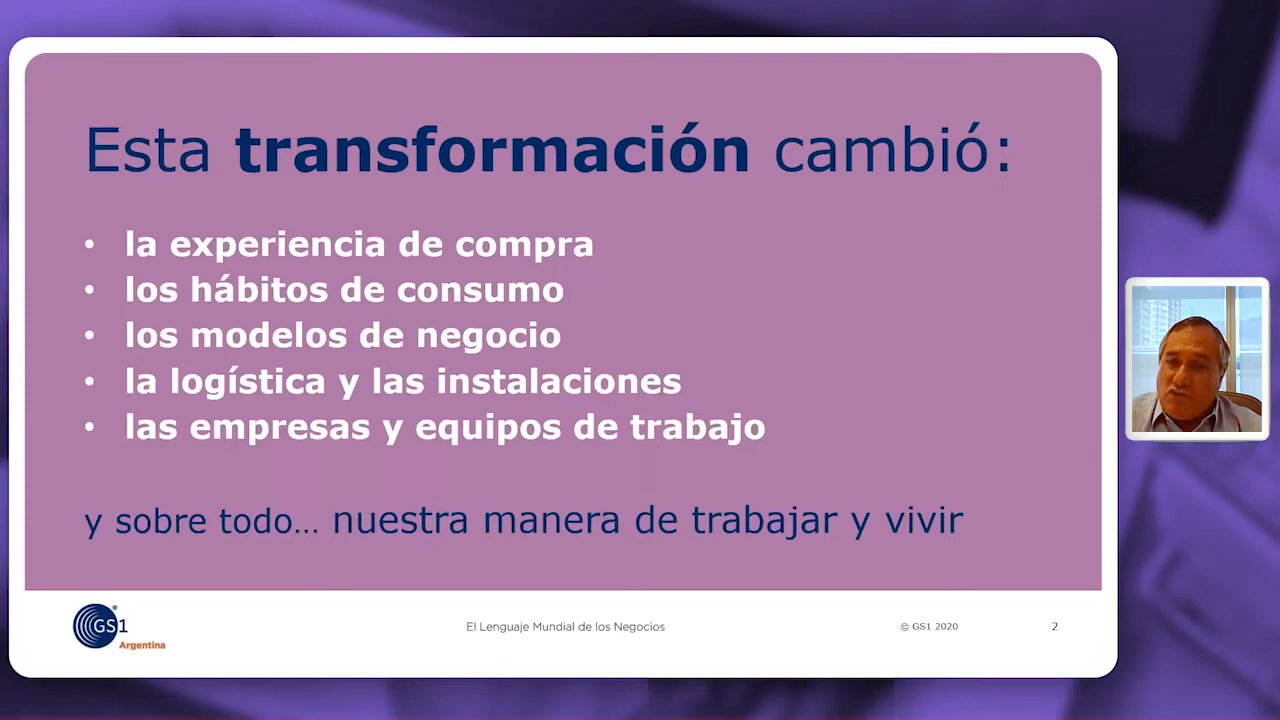 Esta transformación cambió:
• la experiencia de compra
• los hábitos de consumo
• los modelos de negocio
• la logística y las instalaciones
• las empresas y equipos de trabajo
y sobre todo... nuestra manera de trabajar y vivir
GS1
Argentina
El Lenguaje Mundial de los Negocios
© GS1 2020
2